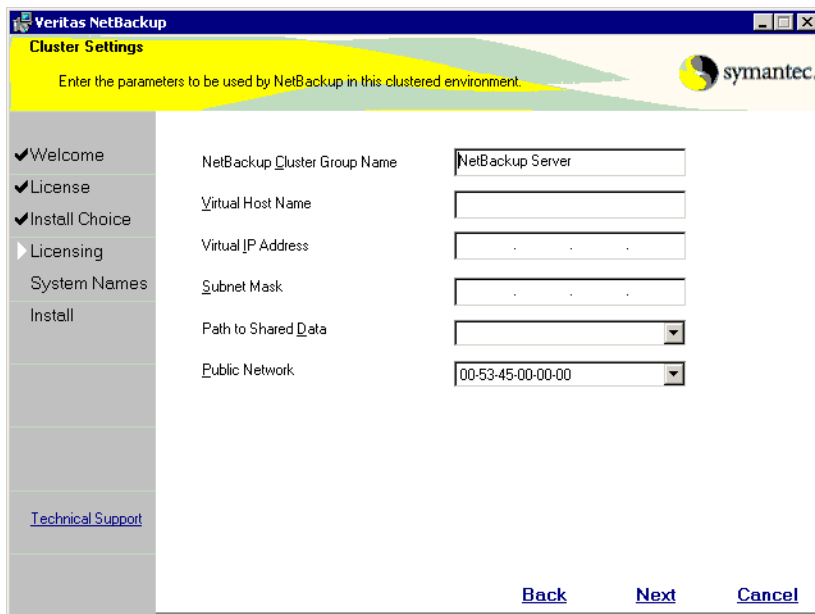 Veritas NetBackup
Cluster Settings
Enter the parameters to be used by NetBackup in this clustered environment.
symantec.
Welcome
License
Install Choice
Licensing
System Names
Install
Technical Support
NetBackup Cluster Group Name
NetBackup Server
Virtual Host Name
Virtual IP Address
. . .
Subnet Mask
. . .
Path to Shared Data
Public Network
00-53-45-00-00-00
Back
Next
Cancel